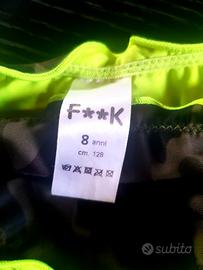 F**K
8 anni
cm. 128
subito